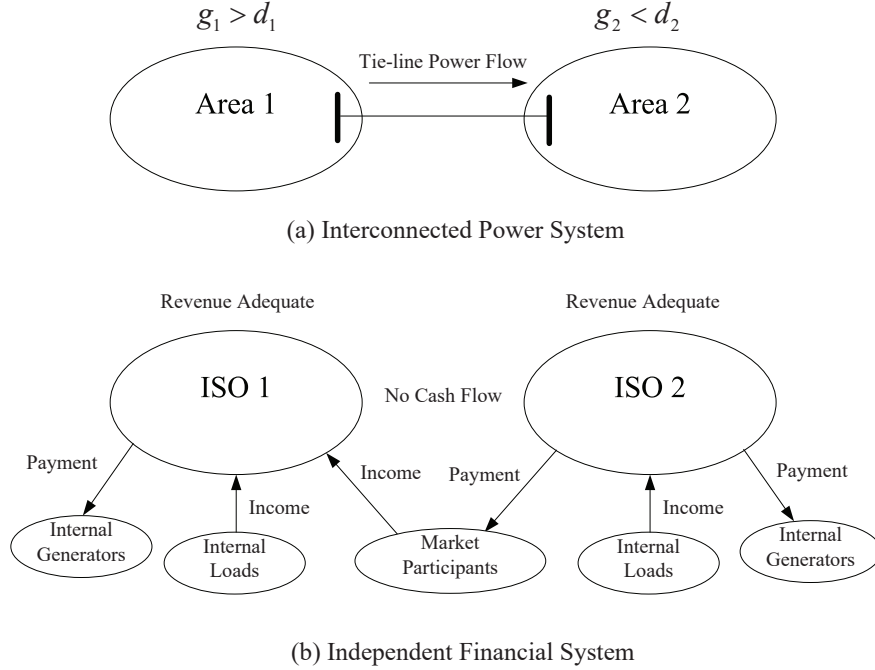 g₁ > d₁
g₂ < d₂
Tie-line Power Flow
Area 1
Area 2
(a) Interconnected Power System
Revenue Adequate
Revenue Adequate
ISO 1
No Cash Flow
ISO 2
Payment
Income
Payment
Payment
Income
Income
Internal
Generators
Internal
Loads
Market
Participants
Internal
Loads
Internal
Generators
(b) Independent Financial System